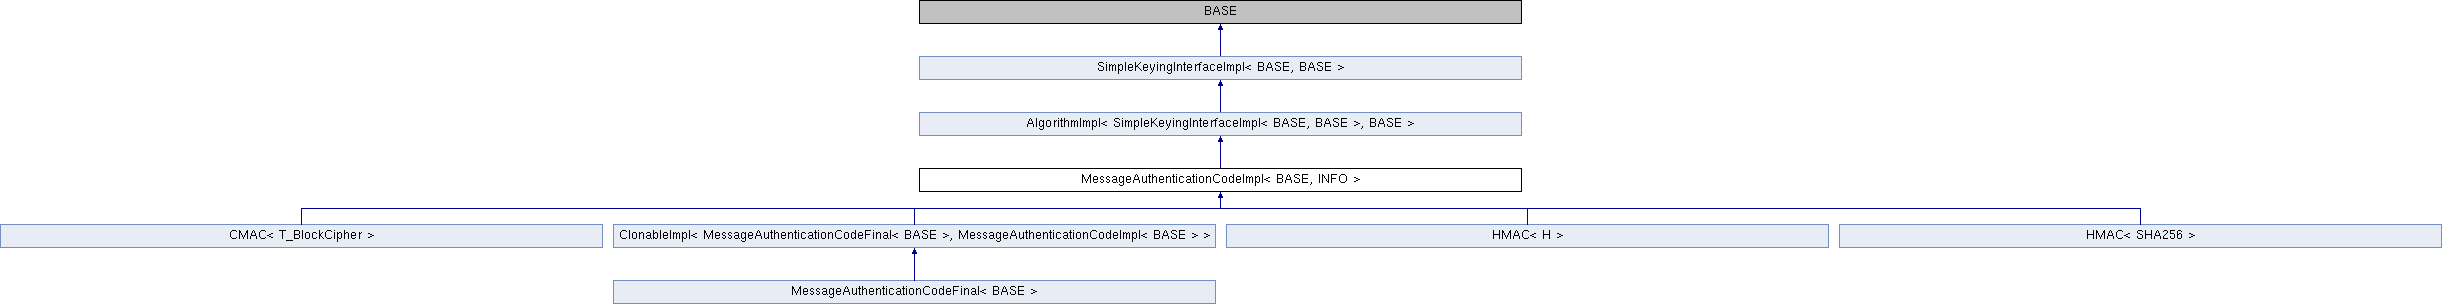 BASE
SimpleKeyingInterfaceImpl< BASE, BASE >
AlgorithmImpl< SimpleKeyingInterfaceImpl< BASE, BASE >, BASE >
MessageAuthenticationCodeImpl< BASE, INFO >
CMAC< T_BlockCipher >
ClonableImpl< MessageAuthenticationCodeFinal< BASE >, MessageAuthenticationCodeImpl< BASE > >
HMAC< H >
HMAC< SHA256 >
MessageAuthenticationCodeFinal< BASE >